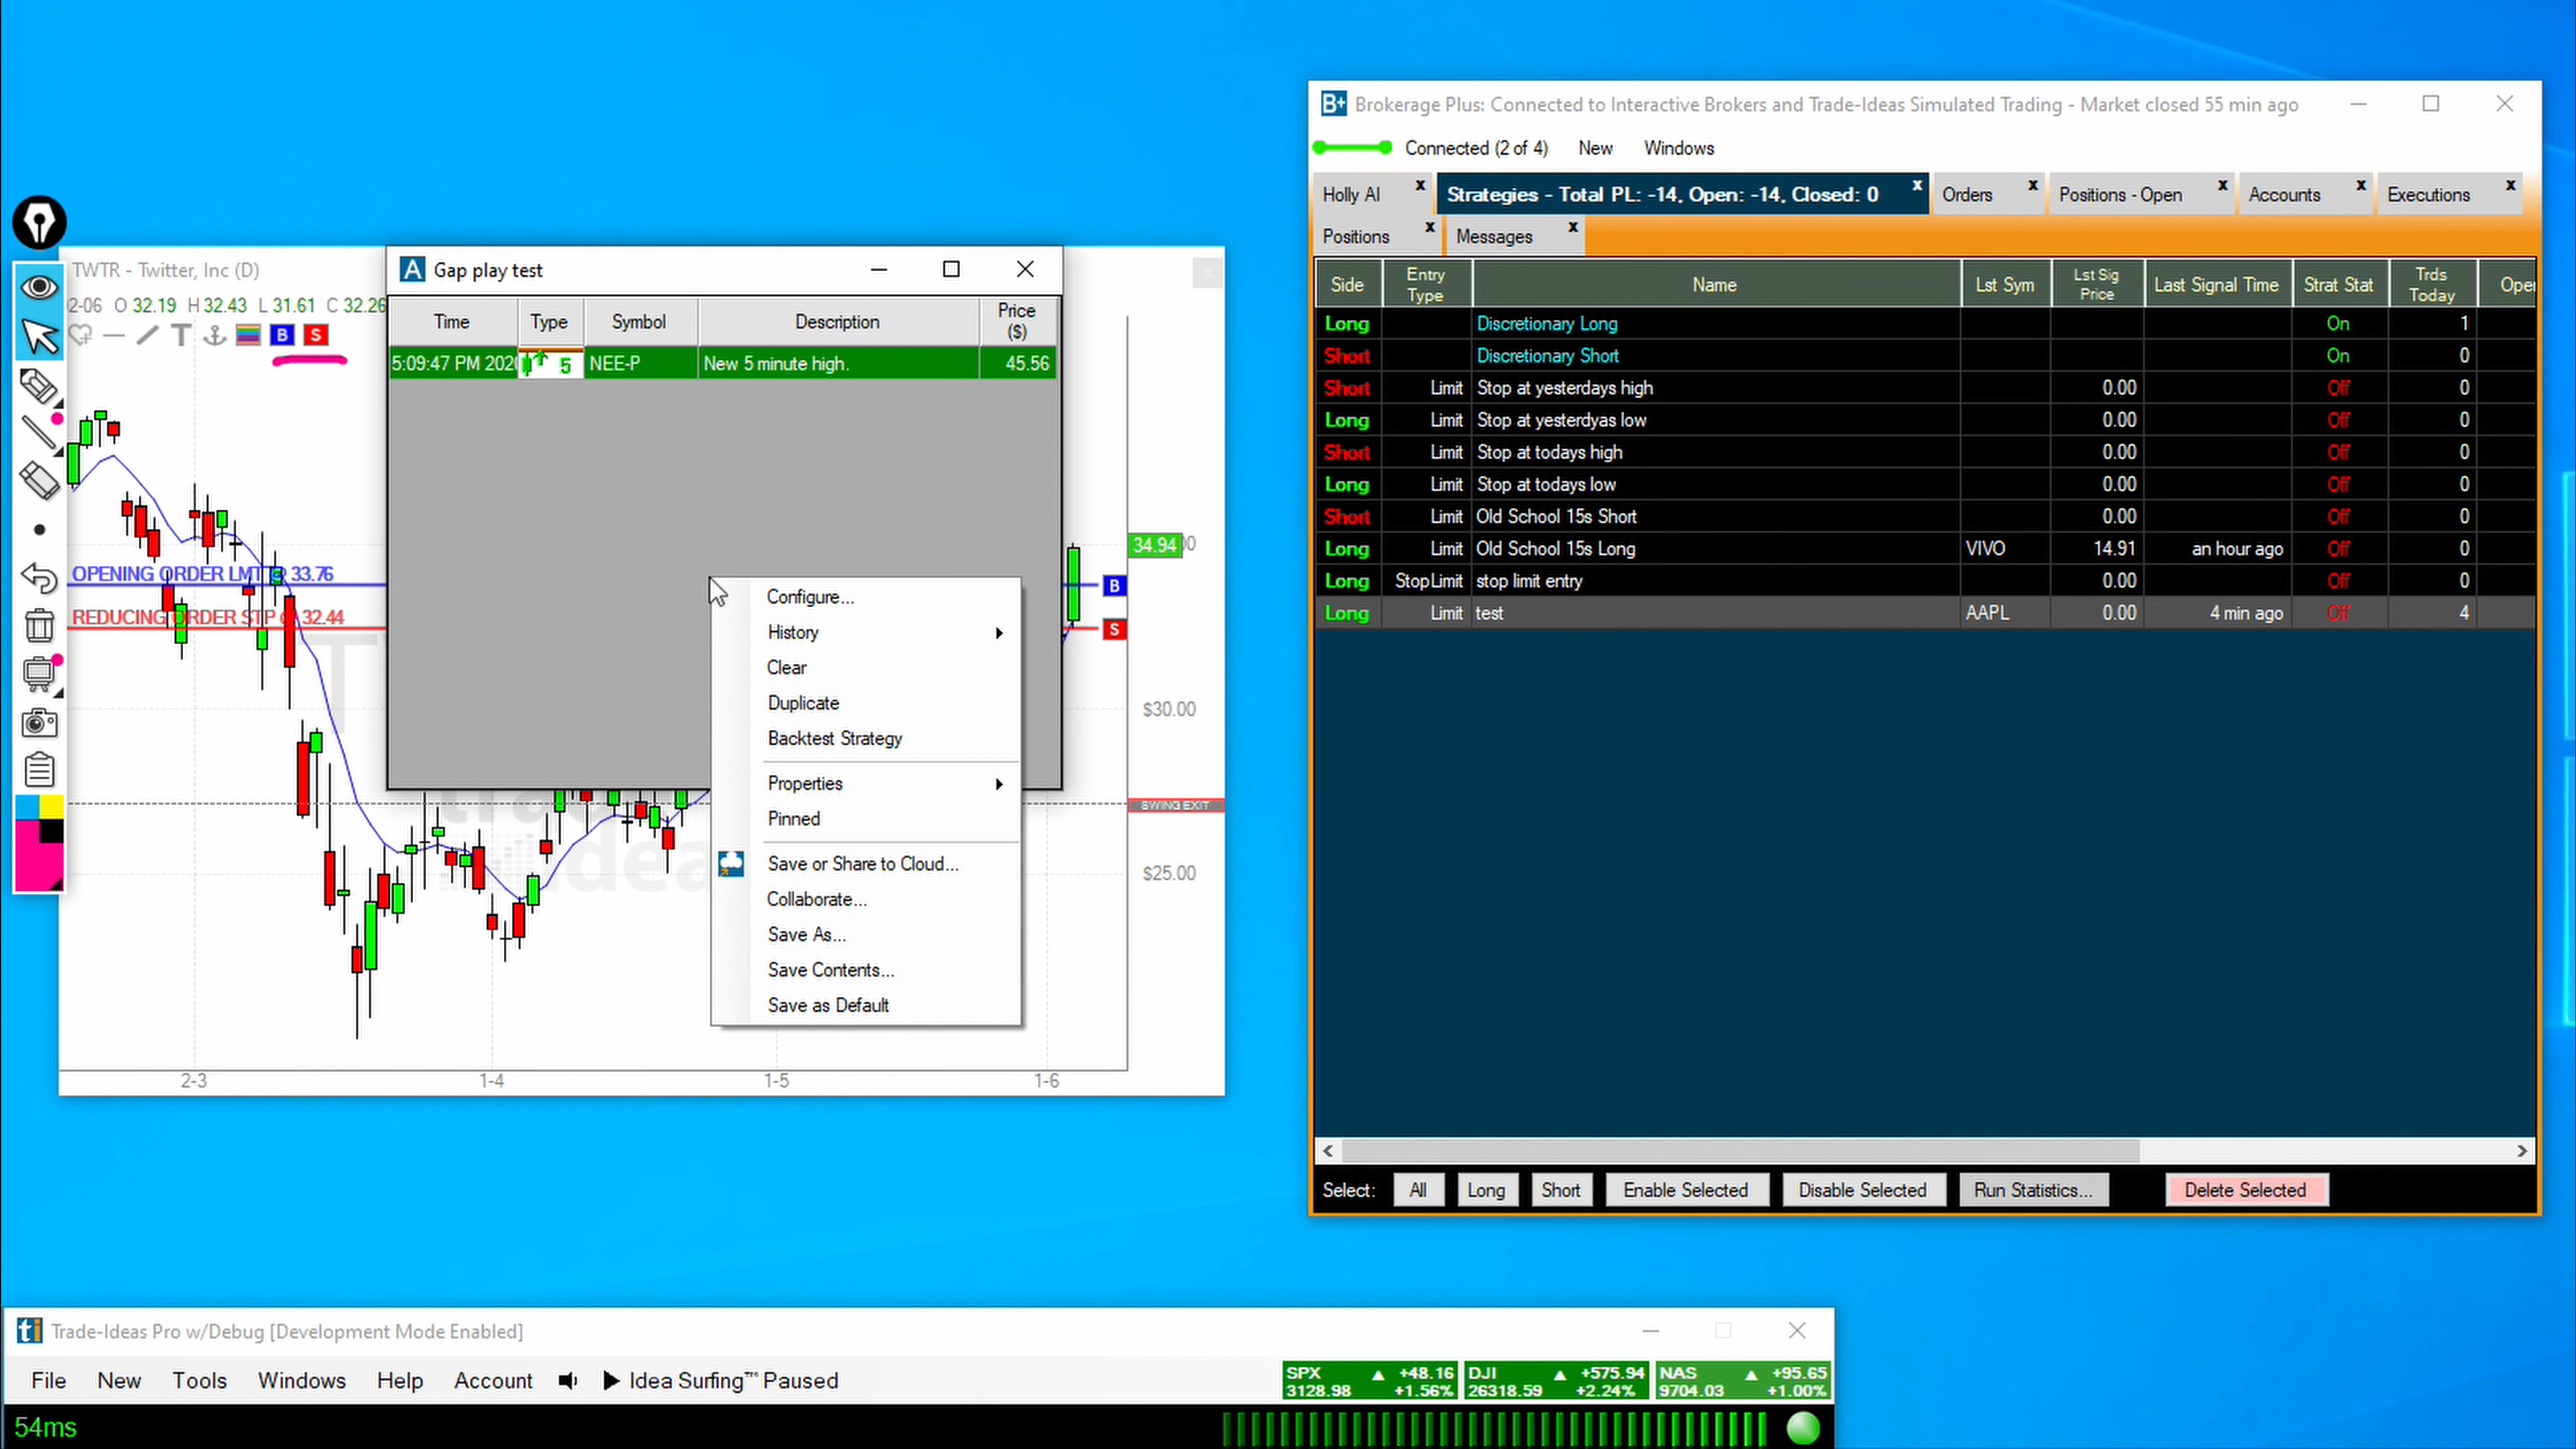 TWTR - Twitter, Inc (D)
2-06 O 32.19 H 32.43 L 31.61 C 32.26
T B S
OPENING ORDER LMT @ 33.76
REDUCING ORDER STP @ 32.44
34.94
B
S
$30.00
SWING EXIT
$25.00
2-3 1-4 1-5 1-6
A Gap play test
Time Type Symbol Description Price ($)
5:09:47 PM 202 5 NEE-P New 5 minute high. 45.56
Configure...
History
Clear
Duplicate
Backtest Strategy
Properties
Pinned
Save or Share to Cloud...
Collaborate...
Save As...
Save Contents...
Save as Default
B+ Brokerage Plus: Connected to Interactive Brokers and Trade-Ideas Simulated Trading - Market closed 55 min ago
Connected (2 of 4) New Windows
Holly AI x Strategies - Total PL: -14, Open: -14, Closed: 0 x Orders x Positions - Open x Accounts x Executions x
Positions x Messages x
Side Entry Type Name Lst Sym Lst Sig Price Last Signal Time Strat Stat Trds Today Oper
Long Discretionary Long On 1
Short Discretionary Short On 0
Short Limit Stop at yesterdays high 0.00 Off 0
Long Limit Stop at yesterdyas low 0.00 Off 0
Short Limit Stop at todays high 0.00 Off 0
Long Limit Stop at todays low 0.00 Off 0
Short Limit Old School 15s Short 0.00 Off 0
Long Limit Old School 15s Long VIVO 14.91 an hour ago Off 0
Long StopLimit stop limit entry 0.00 Off 0
Long Limit test AAPL 0.00 4 min ago Off 4
Select: All Long Short Enable Selected Disable Selected Run Statistics... Delete Selected
ti Trade-Ideas Pro w/Debug [Development Mode Enabled]
File New Tools Windows Help Account Idea Surfing™ Paused
SPX ▲ +48.16 DJI ▲ +575.94 NAS ▲ +95.65
3128.98 +1.56% 26318.59 +2.24% 9704.03 +1.00%
54ms